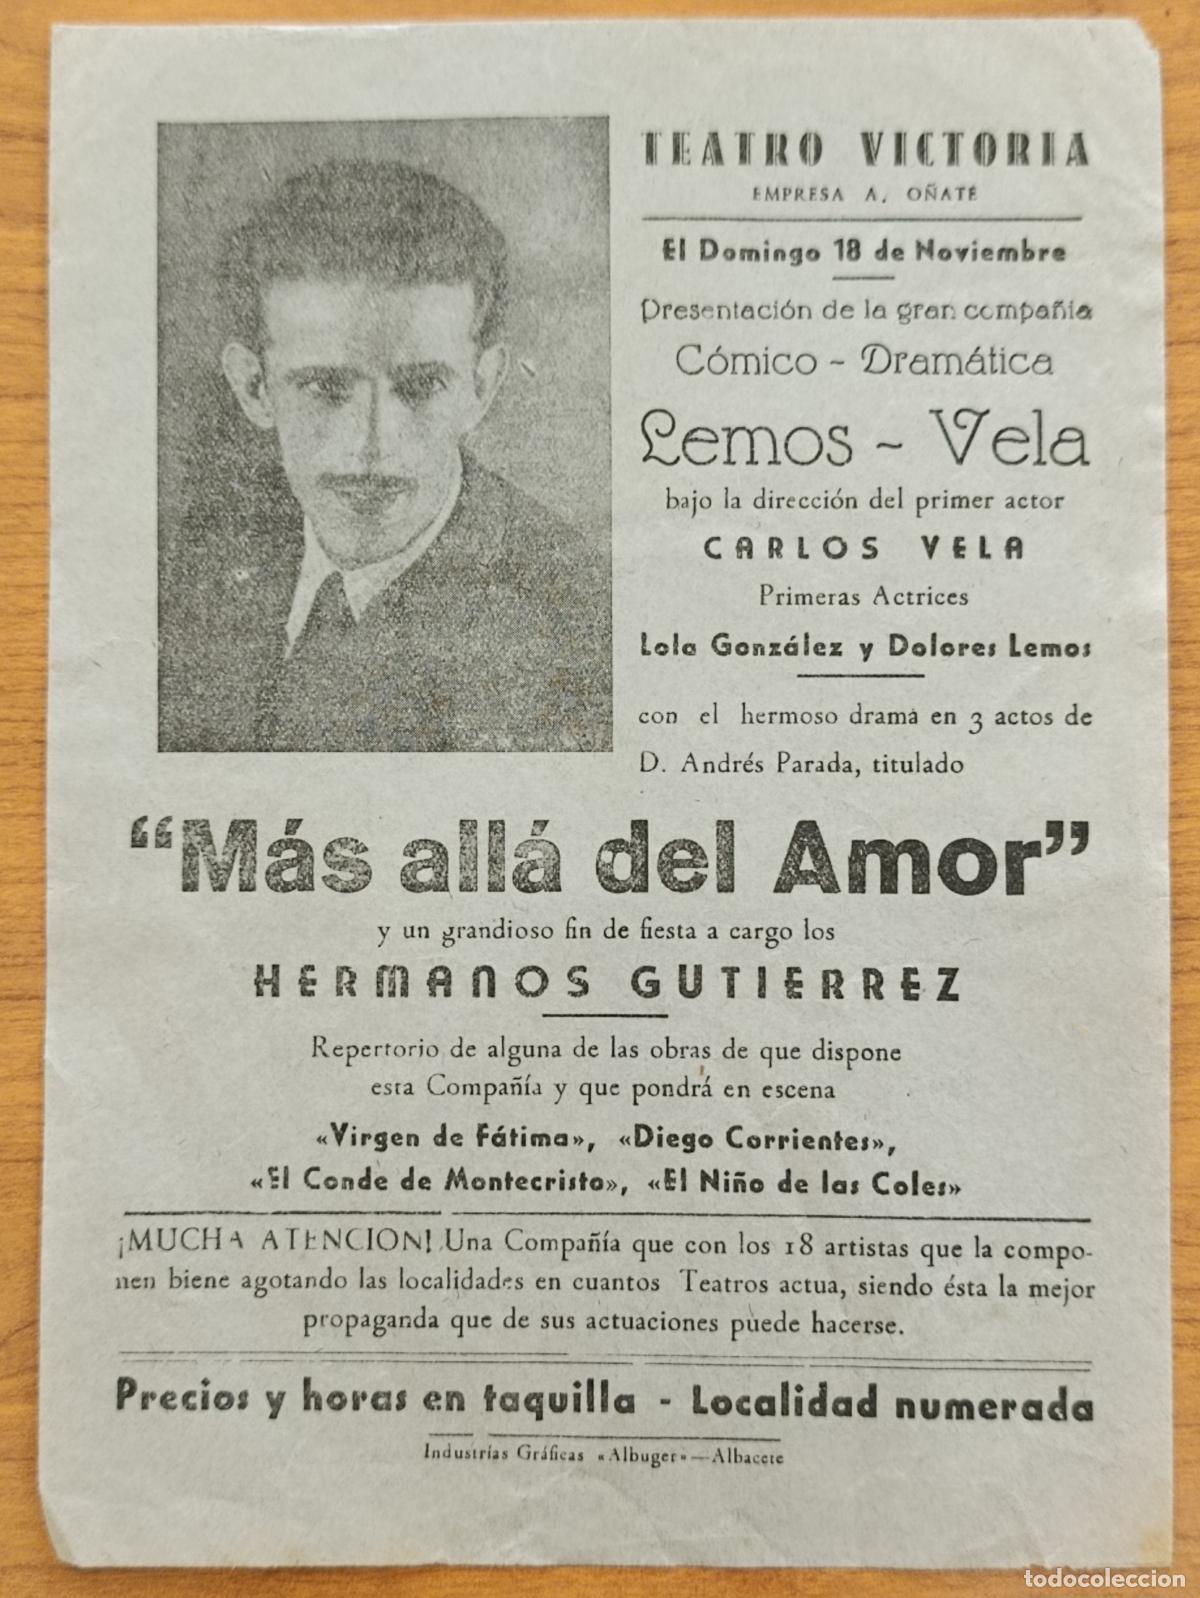 TEATRO VICTORIA
EMPRESA A. OÑATE
El Domingo 18 de Noviembre
Presentación de la gran compañia
Cómico - Dramática
Lemos - Vela
bajo la dirección del primer actor
CARLOS VELA
Primeras Actrices
Lola González y Dolores Lemos
con el hermoso drama en 3 actos de
D. Andrés Parada, titulado
“Más allá del Amor”
y un grandioso fin de fiesta a cargo los
HERMANOS GUTIERREZ
Repertorio de alguna de las obras de que dispone
esta Compañía y que pondrá en escena
«Virgen de Fátima», «Diego Corrientes»,
«El Conde de Montecristo», «El Niño de las Coles»
¡MUCHA ATENCION! Una Compañía que con los 18 artistas que la compo-
nen biene agotando las localidades en cuantos Teatros actua, siendo ésta la mejor
propaganda que de sus actuaciones puede hacerse.
Precios y horas en taquilla - Localidad numerada
Industrias Gráficas «Albuger»—Albacete
todocoleccion